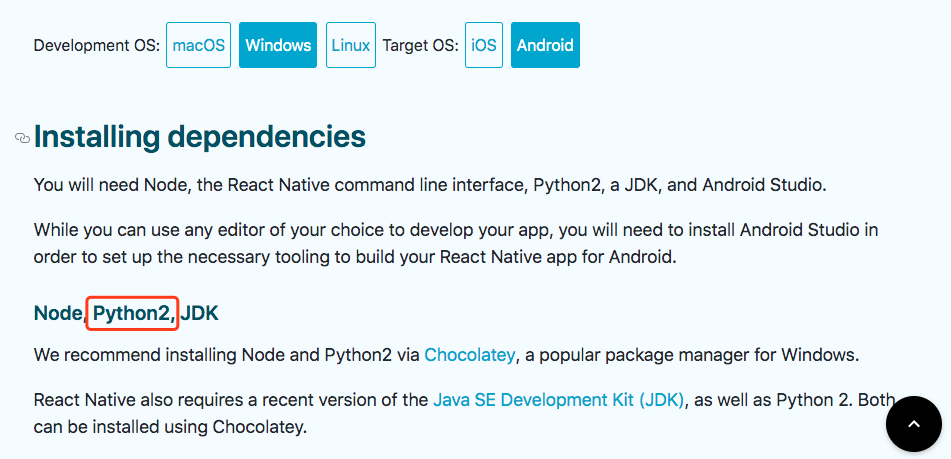 Development OS: macOS Windows Linux Target OS: iOS Android
Installing dependencies
You will need Node, the React Native command line interface, Python2, a JDK, and Android Studio.
While you can use any editor of your choice to develop your app, you will need to install Android Studio in
order to set up the necessary tooling to build your React Native app for Android.
Node, Python2, JDK
We recommend installing Node and Python2 via Chocolatey, a popular package manager for Windows.
React Native also requires a recent version of the Java SE Development Kit (JDK), as well as Python 2. Both
can be installed using Chocolatey.